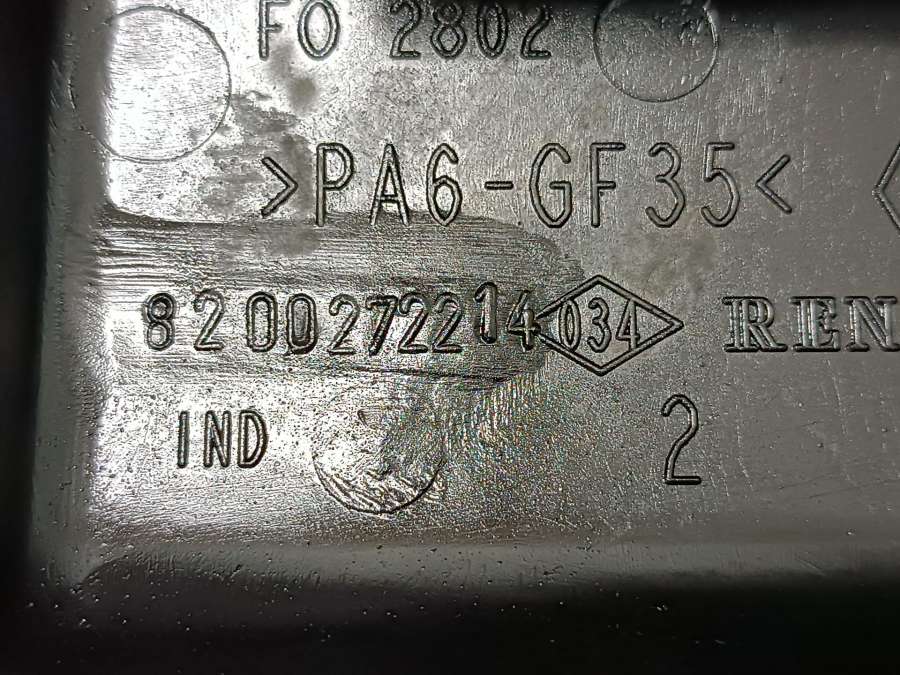 FO 2802
>PA6-GF35<
8200272214 034 REN
IND 2